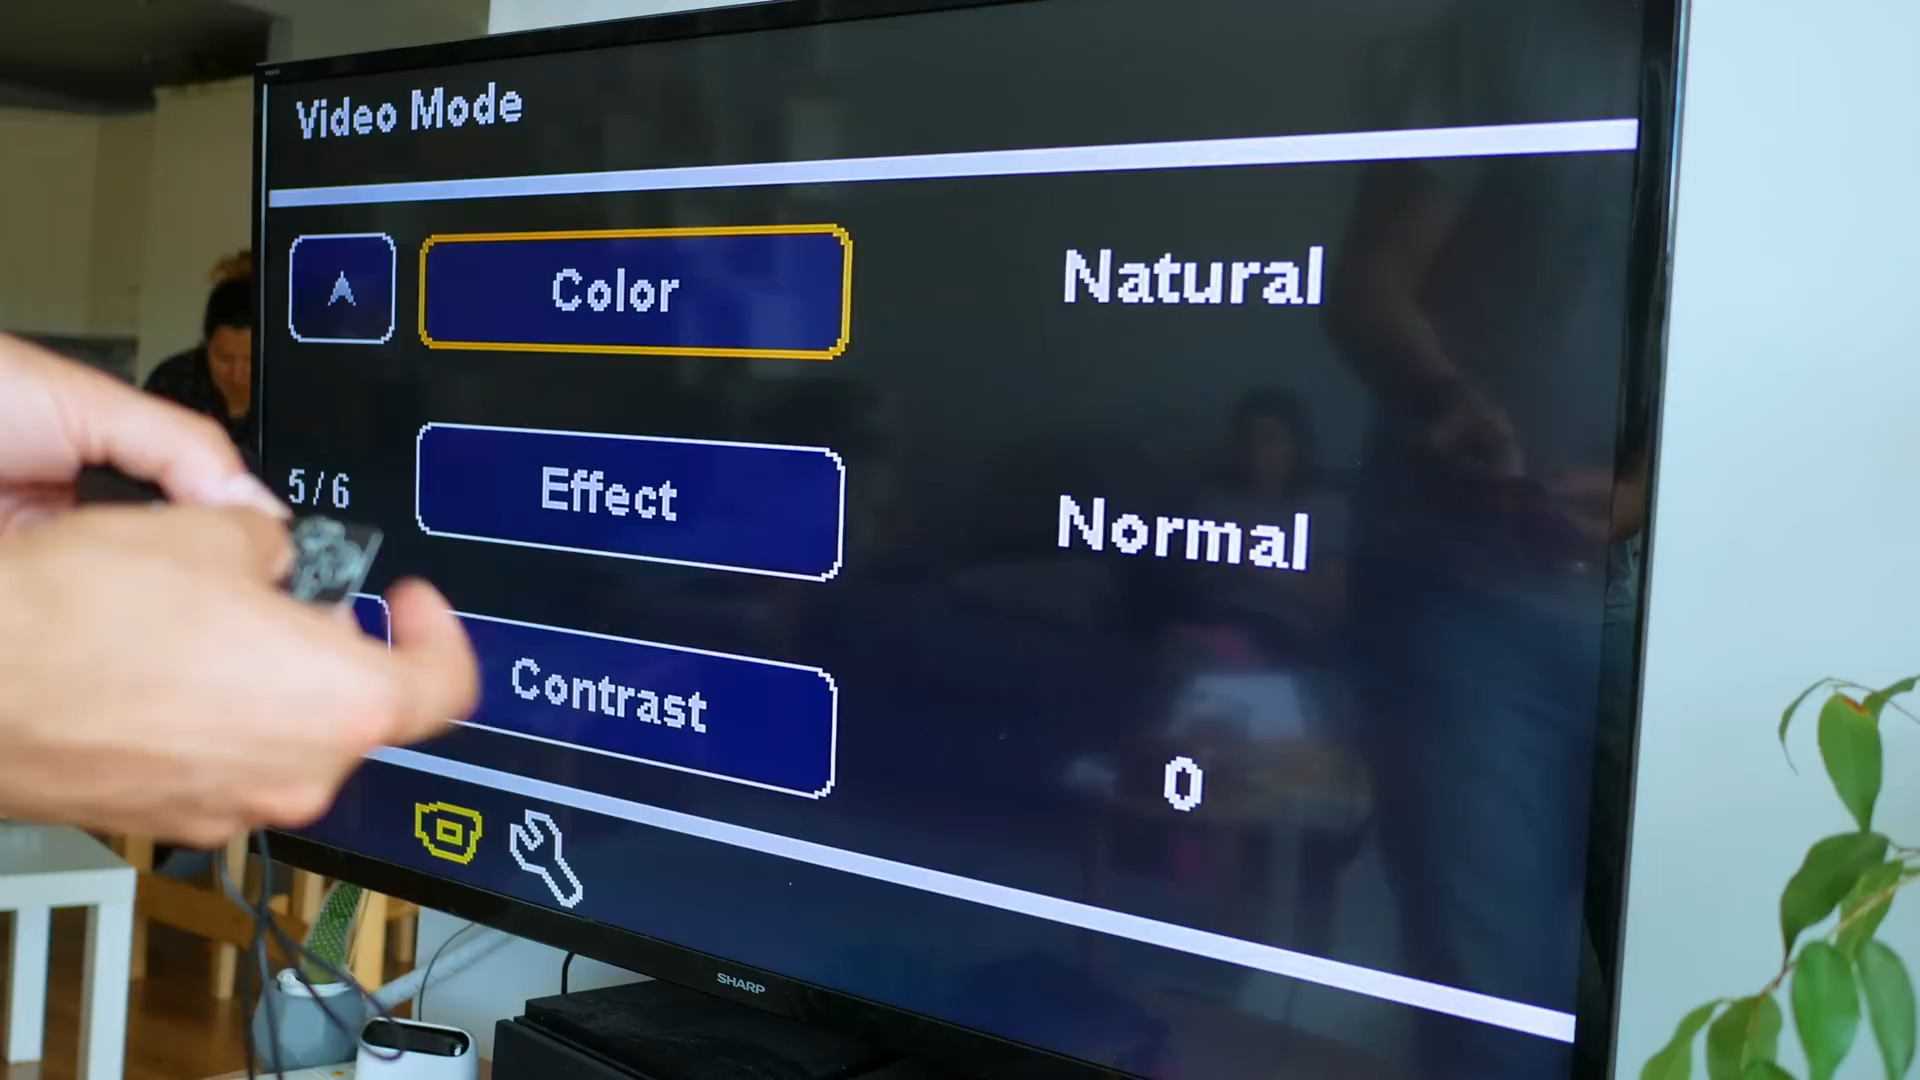 Video Mode
Color
Natural
5/6
Effect
Normal
Contrast
0
SHARP